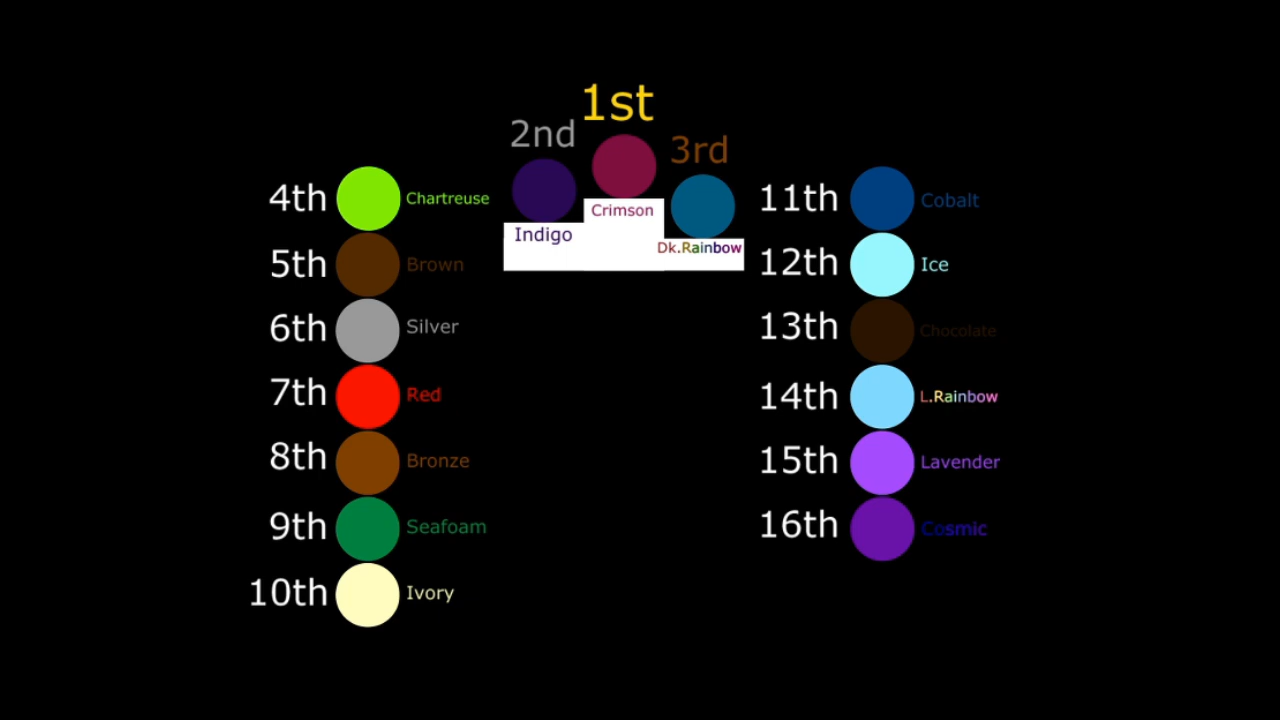 1st
2nd
3rd
Crimson
Indigo
Dk.Rainbow
4th Chartreuse
5th Brown
6th Silver
7th Red
8th Bronze
9th Seafoam
10th Ivory
11th Cobalt
12th Ice
13th Chocolate
14th L.Rainbow
15th Lavender
16th Cosmic